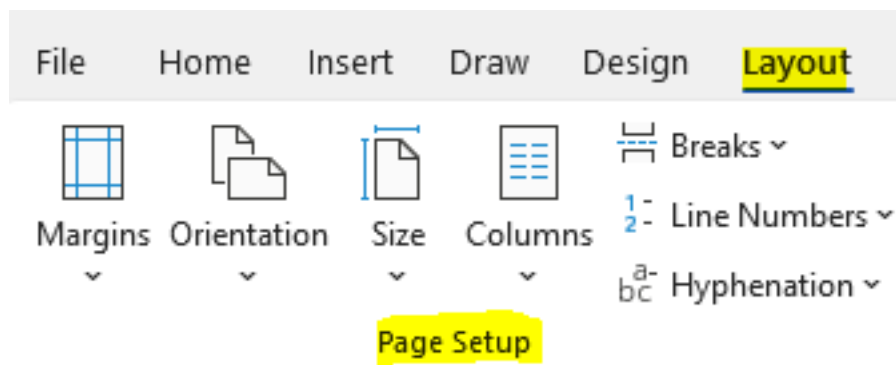 File Home Insert Draw Design Layout
Breaks
Line Numbers
Margins Orientation Size Columns
Hyphenation
Page Setup